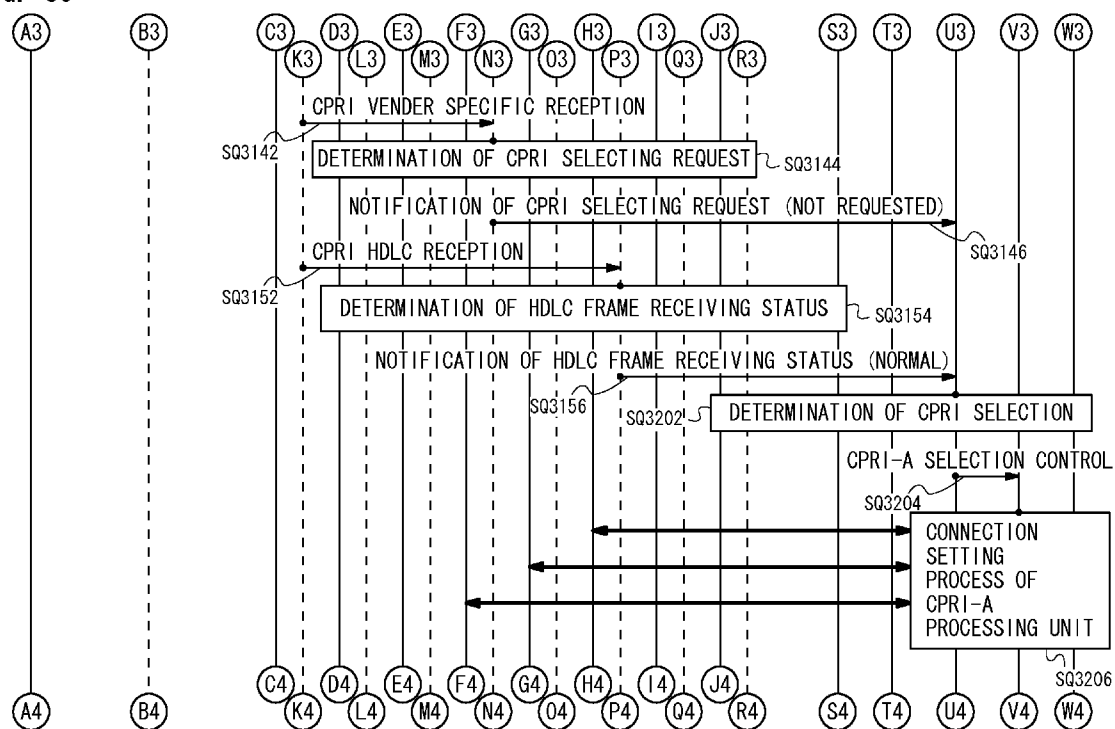 A3 B3 C3 D3 E3 F3 G3 H3 I3 J3 S3 T3 U3 V3 W3
K3 L3 M3 N3 O3 P3 Q3 R3
CPRI VENDER SPECIFIC RECEPTION
SQ3142
DETERMINATION OF CPRI SELECTING REQUEST
SQ3144
NOTIFICATION OF CPRI SELECTING REQUEST (NOT REQUESTED)
SQ3146
CPRI HDLC RECEPTION
SQ3152
DETERMINATION OF HDLC FRAME RECEIVING STATUS
SQ3154
NOTIFICATION OF HDLC FRAME RECEIVING STATUS (NORMAL)
SQ3156
SQ3202
DETERMINATION OF CPRI SELECTION
CPRI-A SELECTION CONTROL
SQ3204
CONNECTION
SETTING
PROCESS OF
CPRI-A
PROCESSING UNIT
SQ3206
C4 D4 E4 F4 G4 H4 I4 J4
A4 B4 K4 L4 M4 N4 O4 P4 Q4 R4 S4 T4 U4 V4 W4